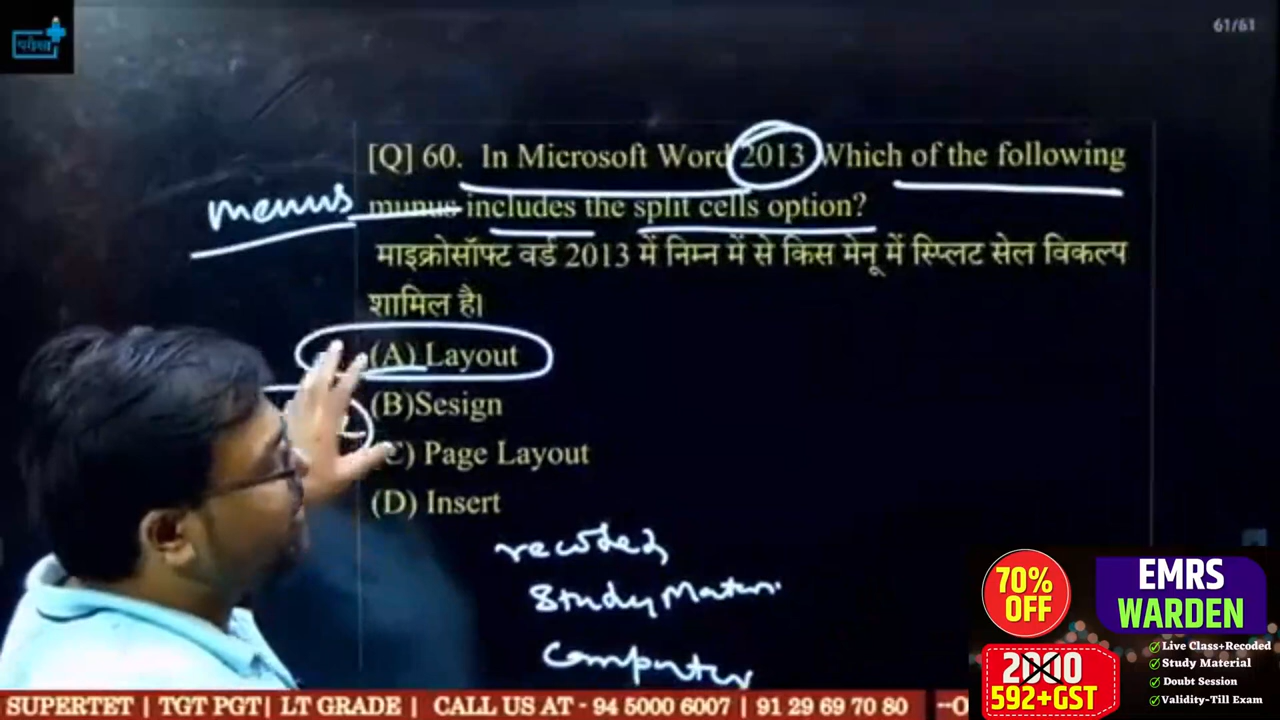 परीक्षा
61/61
[Q] 60. In Microsoft Word 2013 Which of the following
menus munus includes the split cells option?
माइक्रोसॉफ्ट वर्ड 2013 में निम्न में से किस मेनू में स्प्लिट सेल विकल्प
शामिल है।
(A) Layout
(B)Sesign
(C) Page Layout
(D) Insert
recorded
Study Mater
Computer
70%
OFF
EMRS
WARDEN
2000
592+GST
Live Class+Recoded
Study Material
Doubt Session
Validity-Till Exam
SUPERTET | TGT PGT| LT GRADE CALL US AT - 94 5000 6007 | 91 29 69 70 80 --O